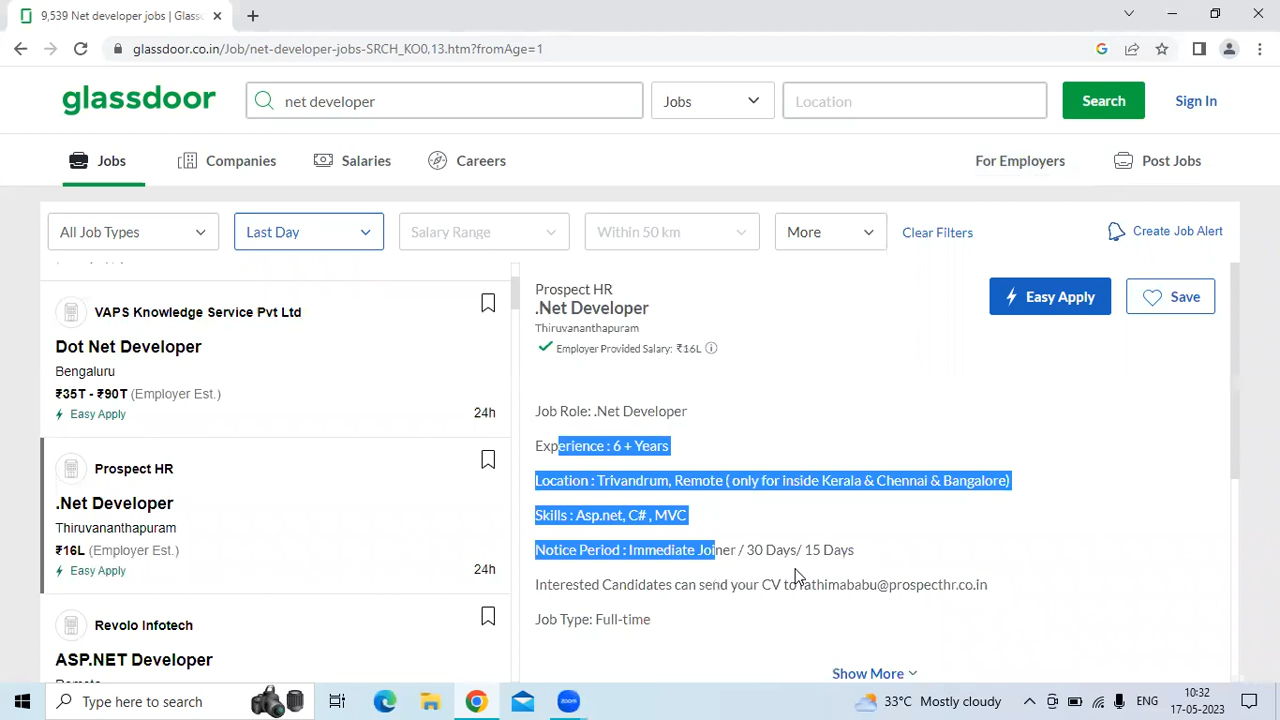 9,539 Net developer jobs | Glass
glassdoor.co.in/Job/net-developer-jobs-SRCH_KO0,13.htm?fromAge=1
glassdoor
net developer
Jobs
Location
Search
Sign In
Jobs
Companies
Salaries
Careers
For Employers
Post Jobs
All Job Types
Last Day
Salary Range
Within 50 km
More
Clear Filters
Create Job Alert
VAPS Knowledge Service Pvt Ltd
Dot Net Developer
Bengaluru
₹35T - ₹90T (Employer Est.)
Easy Apply
24h
Prospect HR
.Net Developer
Thiruvananthapuram
₹16L (Employer Est.)
Easy Apply
24h
Revolo Infotech
ASP.NET Developer
Prospect HR
.Net Developer
Thiruvananthapuram
Employer Provided Salary: ₹16L
Easy Apply
Save
Job Role: .Net Developer
Experience : 6 + Years
Location : Trivandrum, Remote ( only for inside Kerala & Chennai & Bangalore)
Skills : Asp.net, C# , MVC
Notice Period : Immediate Joiner / 30 Days/ 15 Days
Interested Candidates can send your CV to fathimababu@prospecthr.co.in
Job Type: Full-time
Show More
Type here to search
zoom
33°C Mostly cloudy
ENG
10:32
17-05-2023